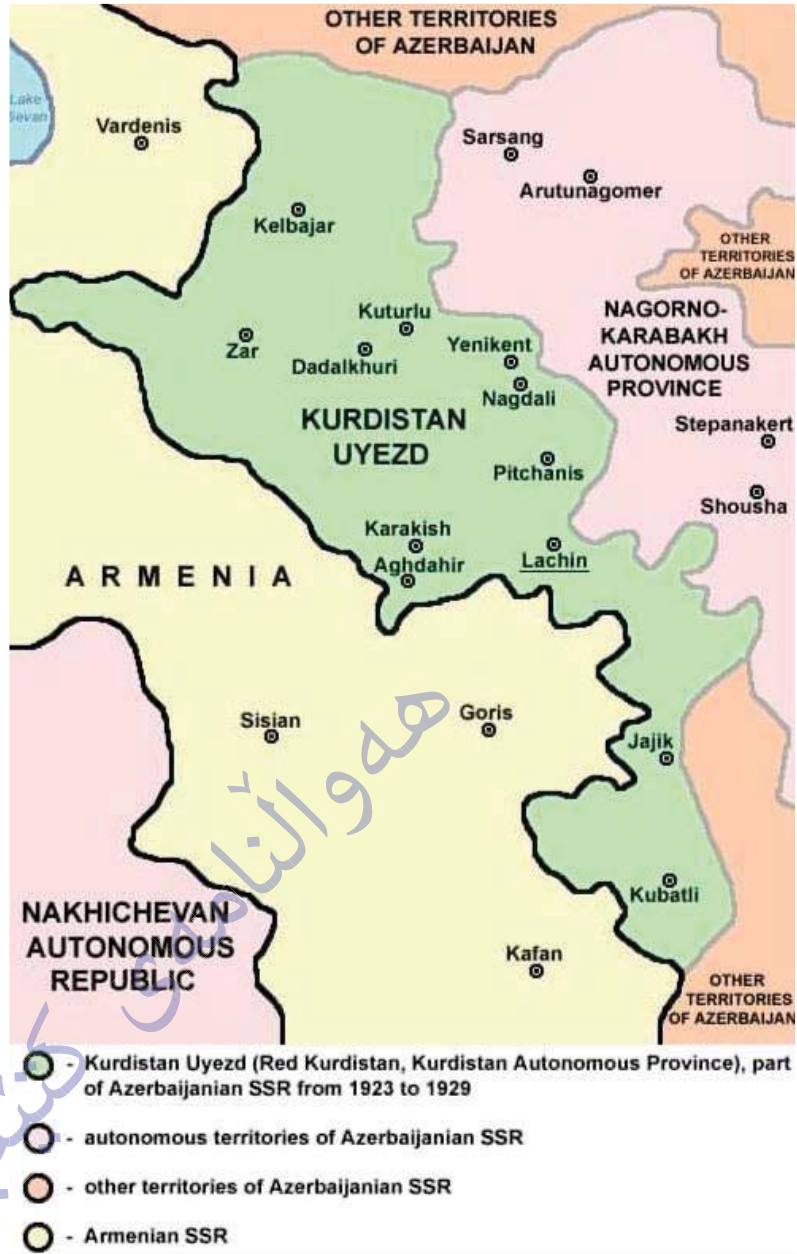 OTHER TERRITORIES
OF AZERBAIJAN
Lake
Sevan
Vardenis
Sarsang
Arutunagomer
Kelbajar
OTHER
TERRITORIES
OF AZERBAIJAN
Kuturlu
NAGORNO-
KARABAKH
AUTONOMOUS
PROVINCE
Zar
Dadalkhuri
Yenikent
Nagdali
KURDISTAN
UYEZD
Stepanakert
Pitchanis
Shousha
Karakish
Aghdahir
Lachin
ARMENIA
Sisian
Goris
Jajik
Kubatli
NAKHICHEVAN
AUTONOMOUS
REPUBLIC
Kafan
OTHER
TERRITORIES
OF AZERBAIJAN
هەواڵنامەی
- Kurdistan Uyezd (Red Kurdistan, Kurdistan Autonomous Province), part
of Azerbaijanian SSR from 1923 to 1929
- autonomous territories of Azerbaijanian SSR
- other territories of Azerbaijanian SSR
- Armenian SSR